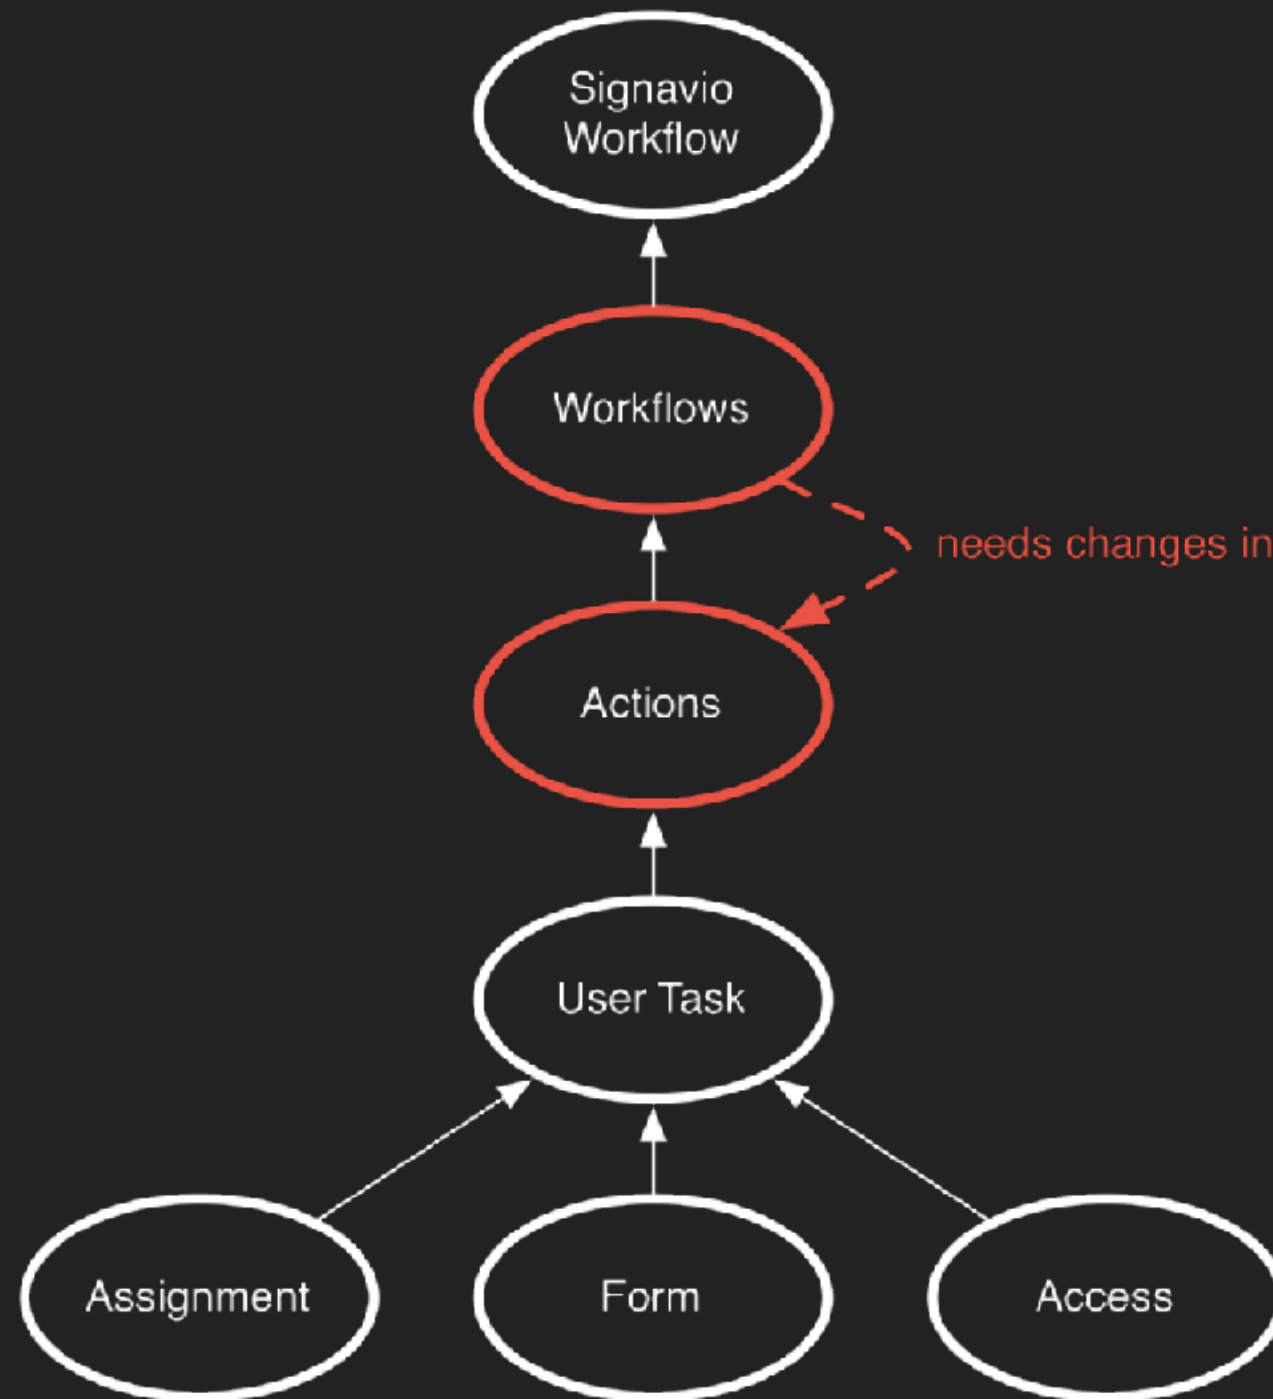 Signavio
Workflow
Workflows
needs changes in
Actions
User Task
Assignment
Form
Access